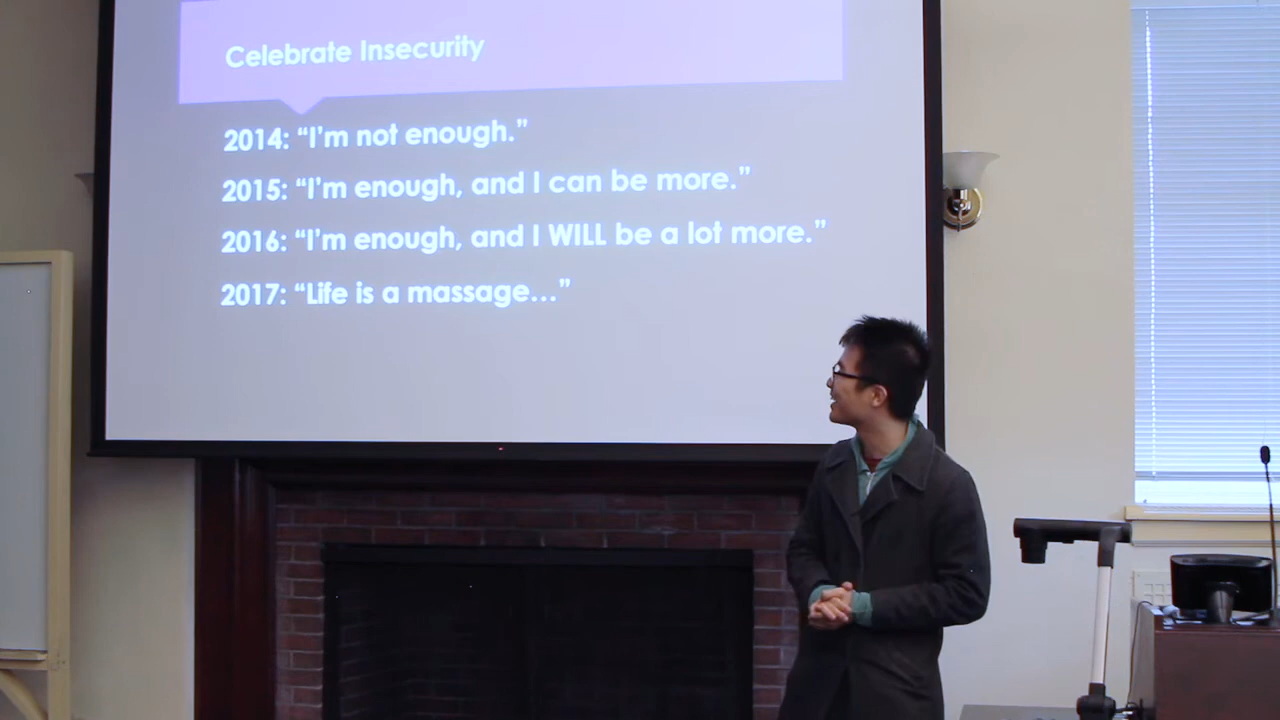 Celebrate Insecurity
2014: “I’m not enough.”
2015: “I’m enough, and I can be more.”
2016: “I’m enough, and I WILL be a lot more.”
2017: “Life is a massage…”